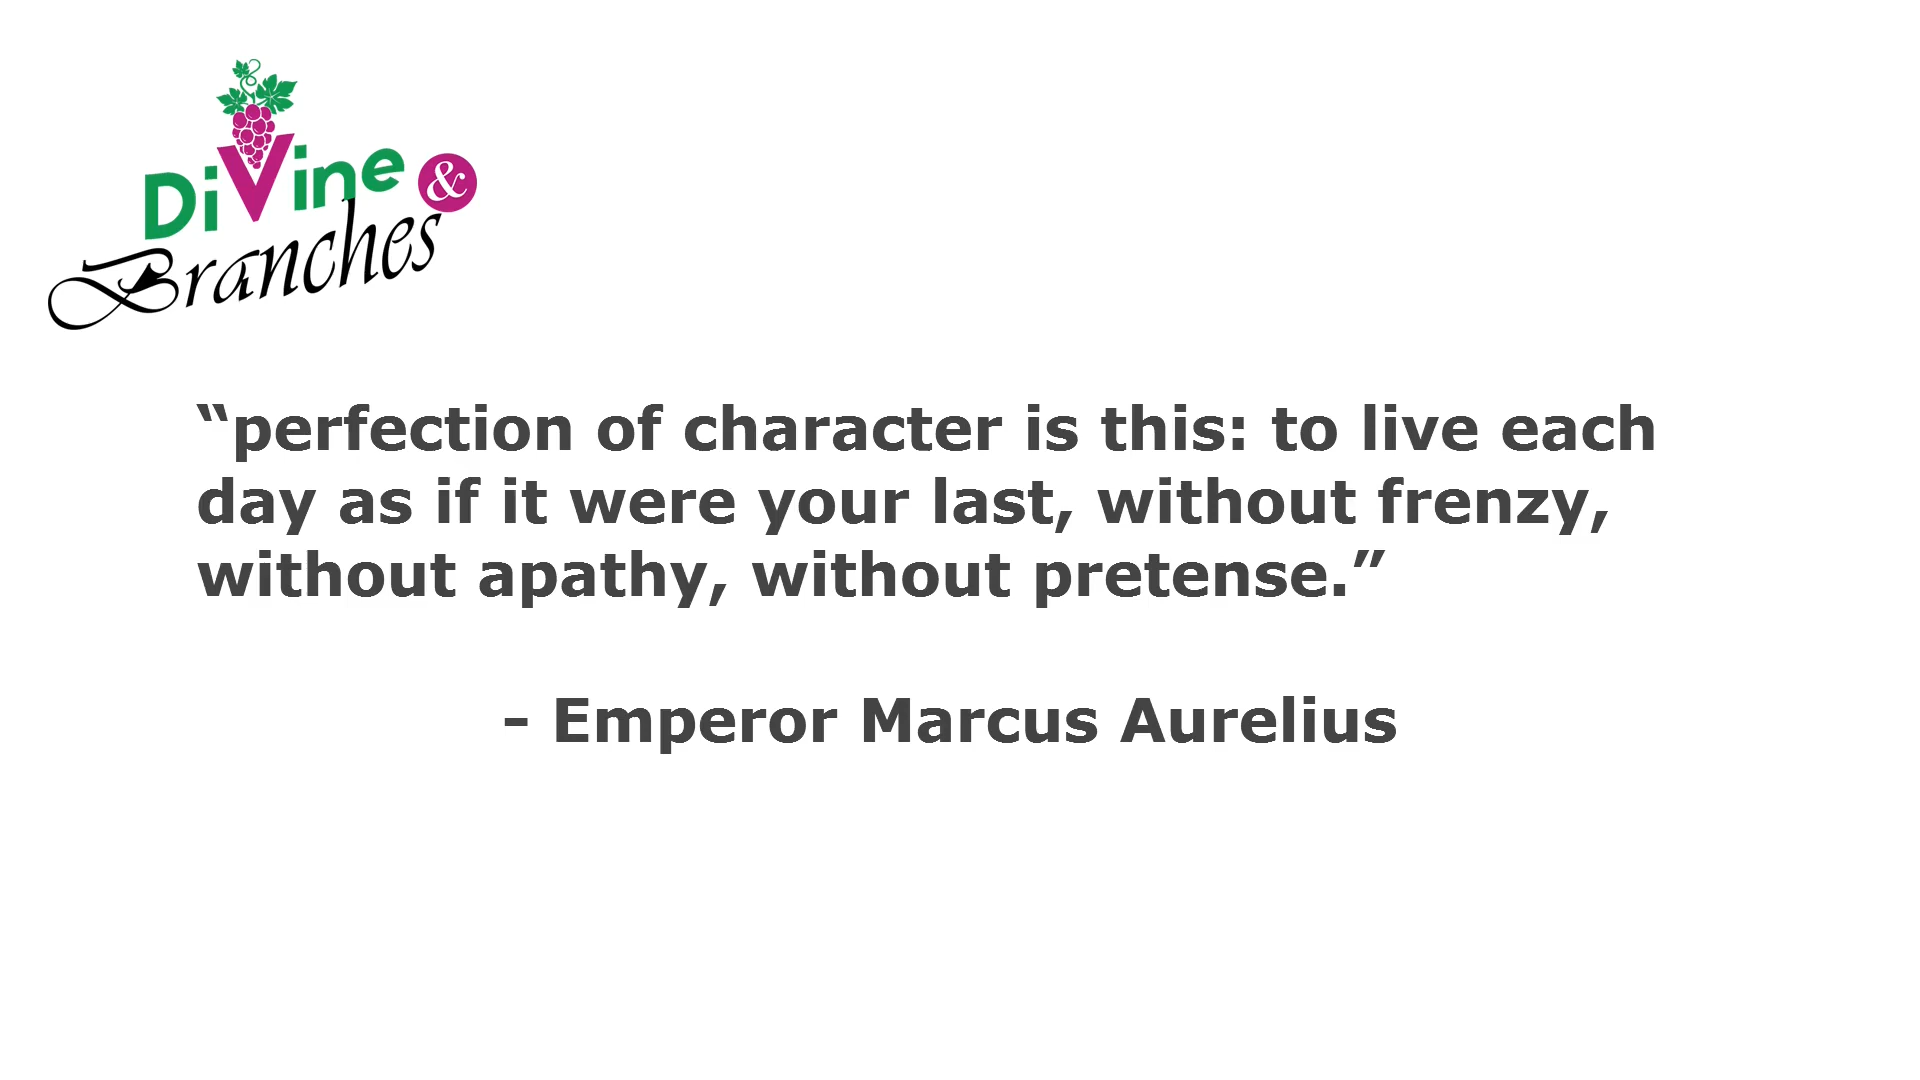 DiVine &
Branches
“perfection of character is this: to live each
day as if it were your last, without frenzy,
without apathy, without pretense.”
- Emperor Marcus Aurelius